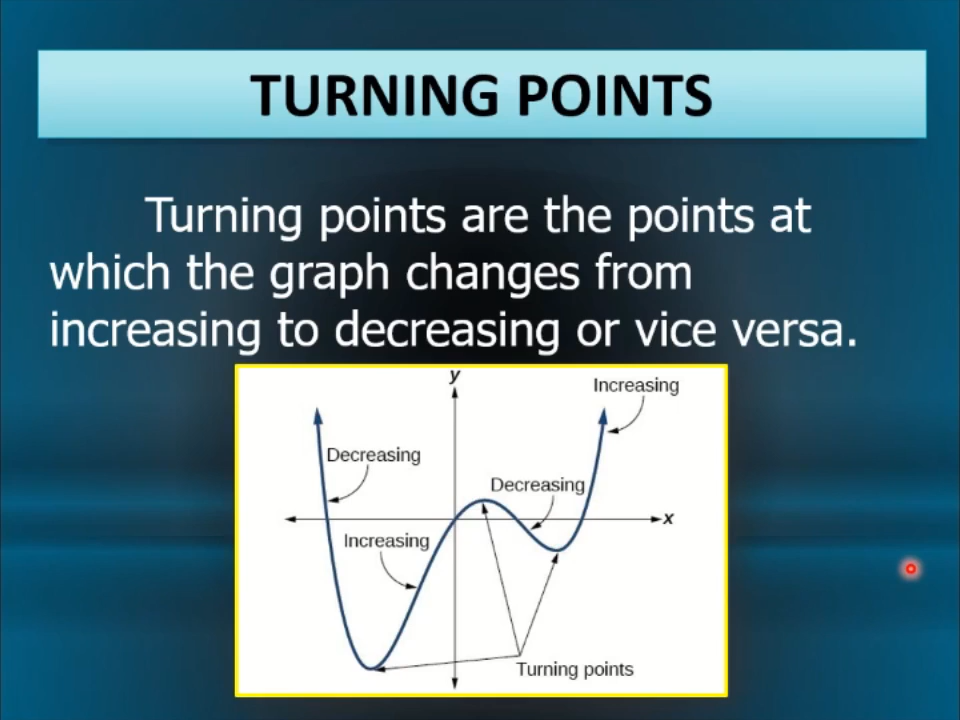 TURNING POINTS
Turning points are the points at
which the graph changes from
increasing to decreasing or vice versa.
y
Increasing
Decreasing
Decreasing
x
Increasing
Turning points